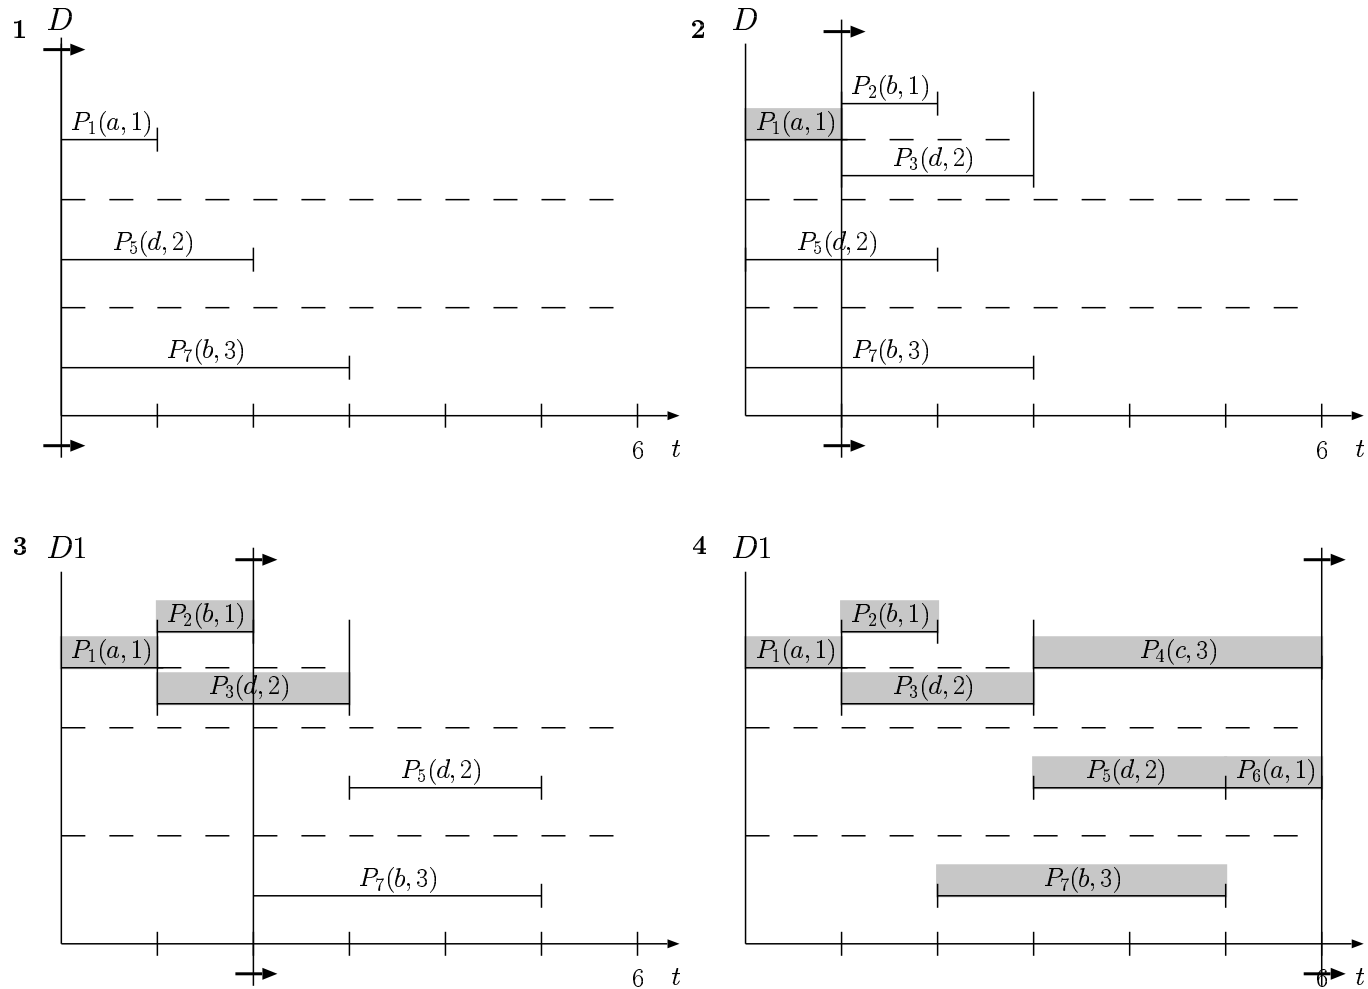 1 D
P1(a, 1)
P5(d, 2)
P7(b, 3)
6 t
2 D
P2(b, 1)
P1(a, 1)
P3(d, 2)
P5(d, 2)
P7(b, 3)
6 t
3 D1
P2(b, 1)
P1(a, 1)
P3(d, 2)
P5(d, 2)
P7(b, 3)
6 t
4 D1
P2(b, 1)
P1(a, 1) P4(c, 3)
P3(d, 2)
P5(d, 2) P6(a, 1)
P7(b, 3)
6 t